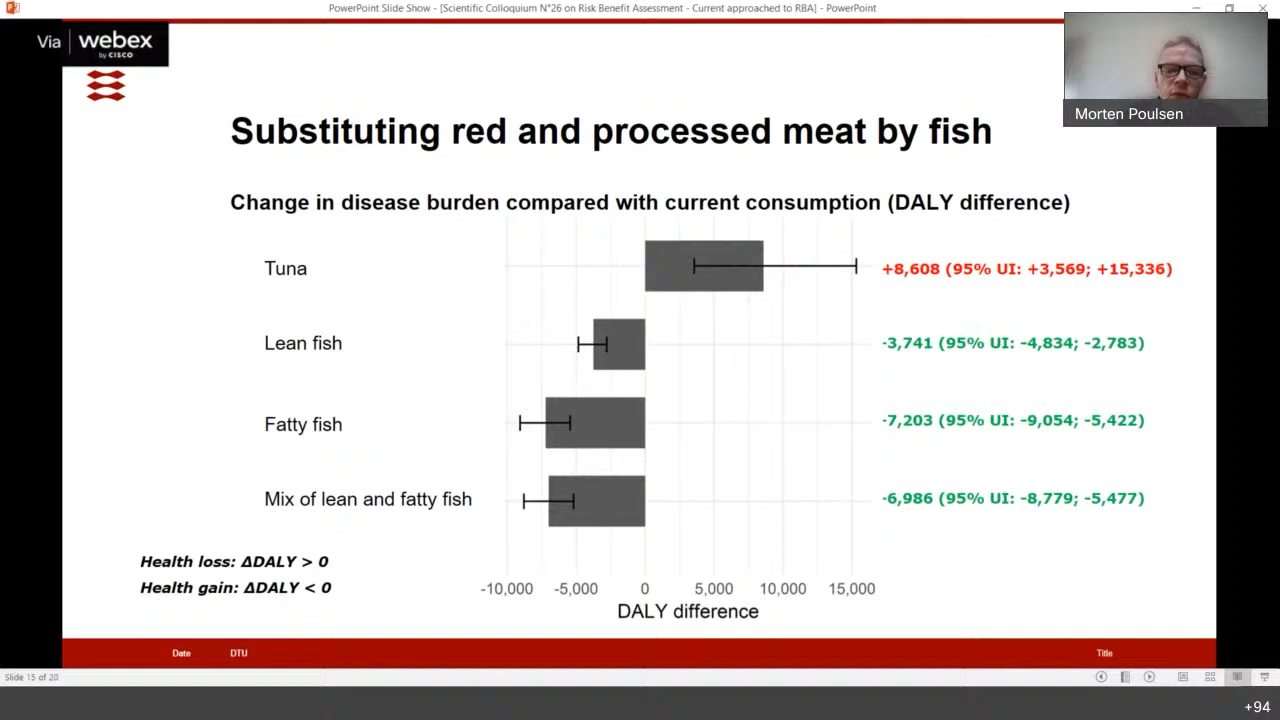 PowerPoint Slide Show - [Scientific Colloquium N°26 on Risk Benefit Assessment - Current approached to RBA] - PowerPoint
Via webex
by CISCO
Morten Poulsen
Substituting red and processed meat by fish
Change in disease burden compared with current consumption (DALY difference)
Tuna
+8,608 (95% UI: +3,569; +15,336)
Lean fish
-3,741 (95% UI: -4,834; -2,783)
Fatty fish
-7,203 (95% UI: -9,054; -5,422)
Mix of lean and fatty fish
-6,986 (95% UI: -8,779; -5,477)
Health loss: ΔDALY > 0
Health gain: ΔDALY < 0
-10,000 -5,000 0 5,000 10,000 15,000
DALY difference
Date DTU Title
Slide 15 of 20
+94